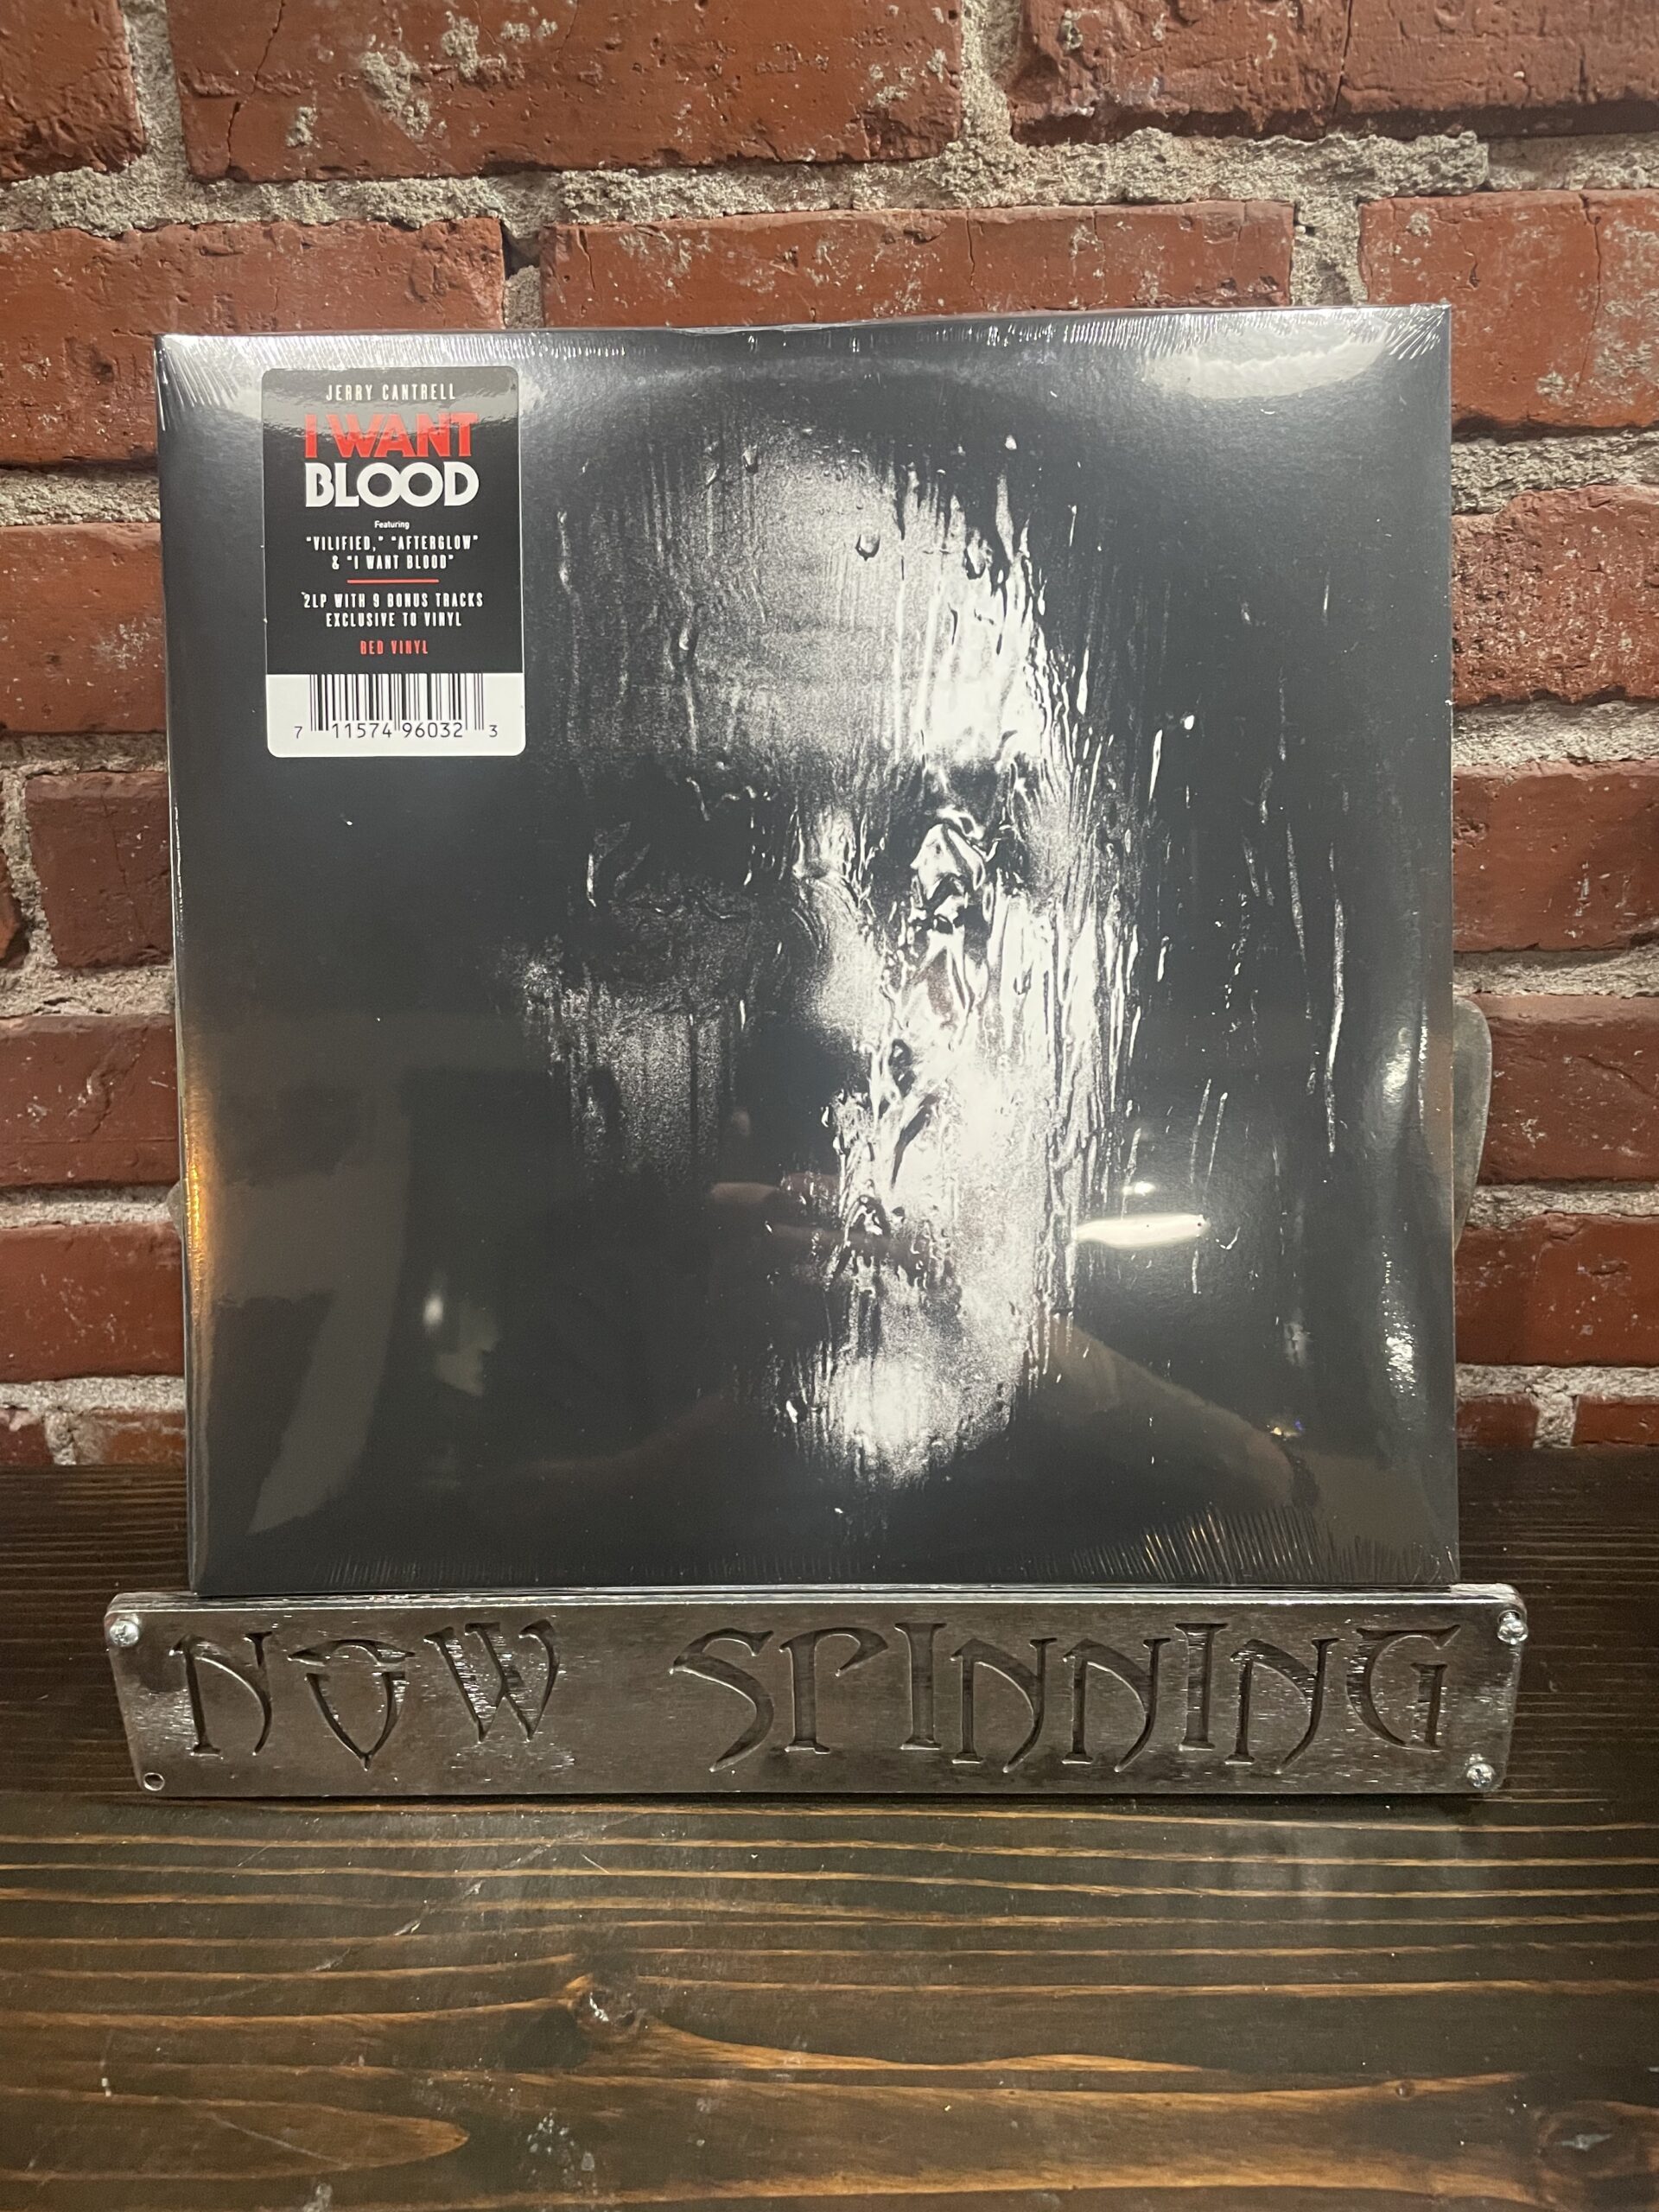 JERRY CANTRELL
I WANT
BLOOD
Featuring
"VILIFIED," "AFTERGLOW"
& "I WANT BLOOD"
2LP WITH 9 BONUS TRACKS
EXCLUSIVE TO VINYL
RED VINYL
7 11574 96032 3
NOW SPINNING